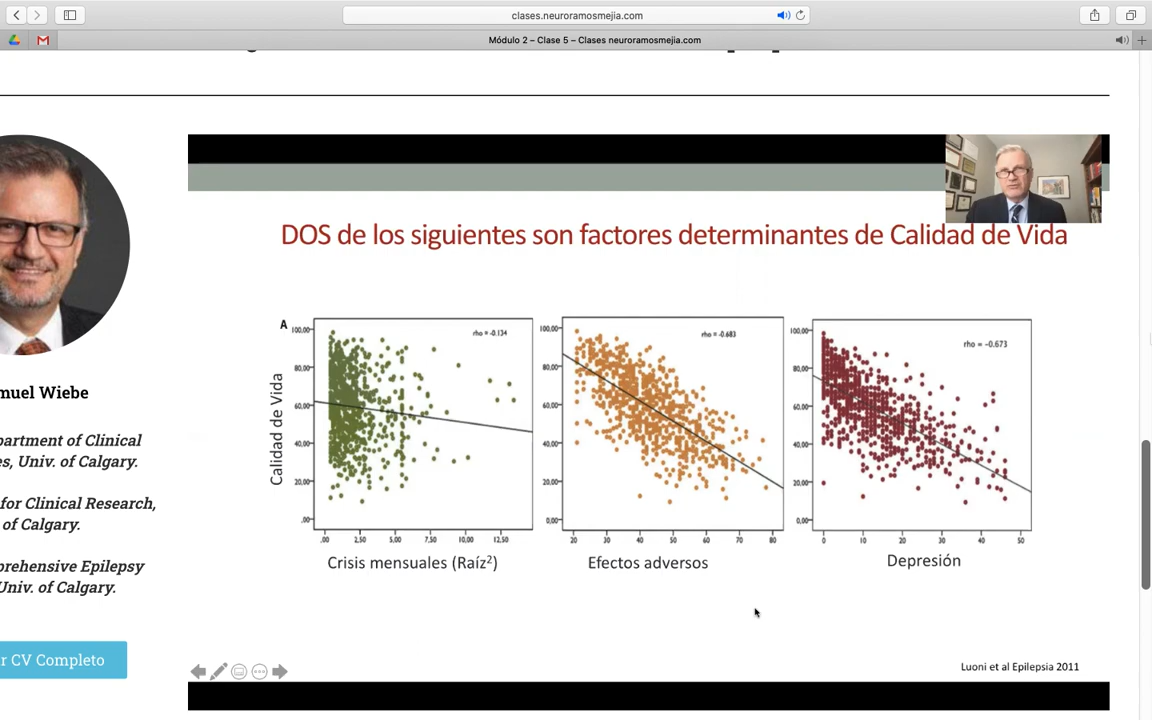 clases.neuroramosmejia.com
Módulo 2 – Clase 5 – Clases neuroramosmejia.com
DOS de los siguientes son factores determinantes de Calidad de Vida
A
rho = -0.134
rho = -0.683
rho = -0.673
100,00
80,00
60,00
40,00
20,00
,00
100,00
80,00
60,00
40,00
20,00
0,00
100,00
80,00
60,00
40,00
20,00
0,00
Calidad de Vida
,00 2,50 5,00 7,50 10,00 12,50
20 30 40 50 60 70 80
0 10 20 30 40 50
Crisis mensuales (Raíz²)
Efectos adversos
Depresión
Luoni et al Epilepsia 2011
muel Wiebe
partment of Clinical
es, Univ. of Calgary.
for Clinical Research,
of Calgary.
prehensive Epilepsy
Univ. of Calgary.
r CV Completo